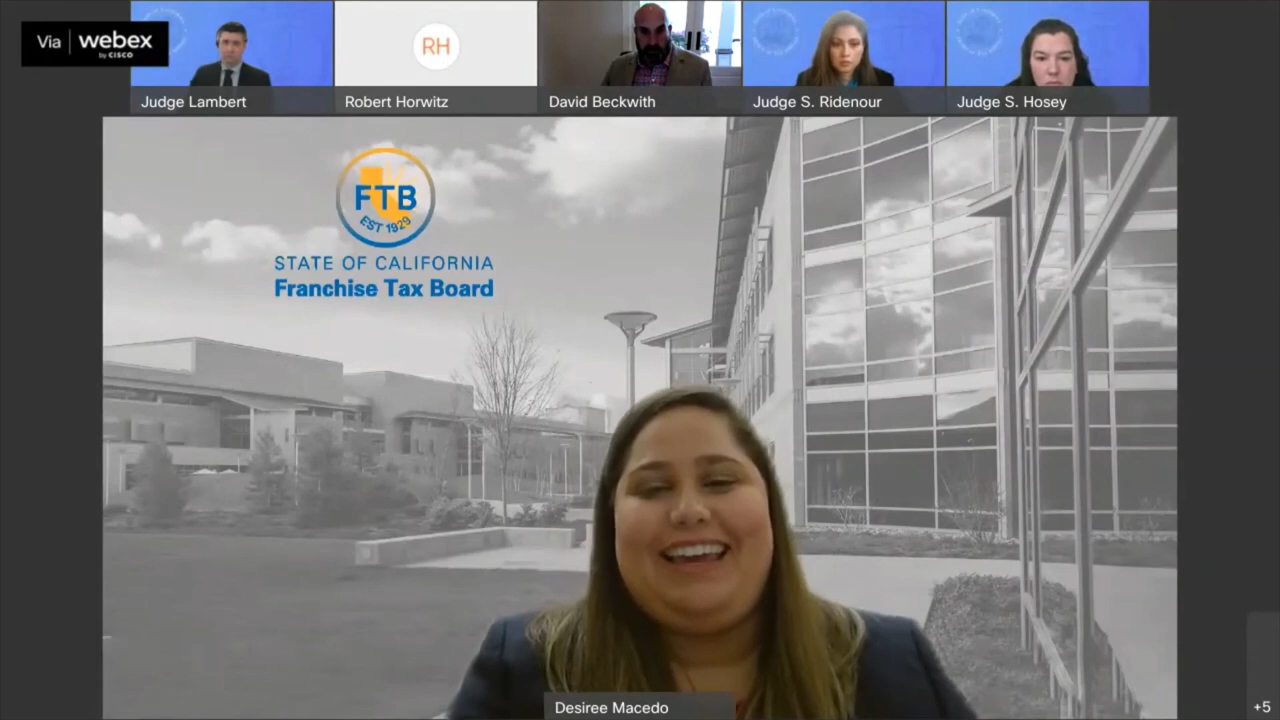 Via webex
by CISCO
RH
Judge Lambert
Robert Horwitz
David Beckwith
Judge S. Ridenour
Judge S. Hosey
FTB
EST 1929
STATE OF CALIFORNIA
Franchise Tax Board
Desiree Macedo
+5